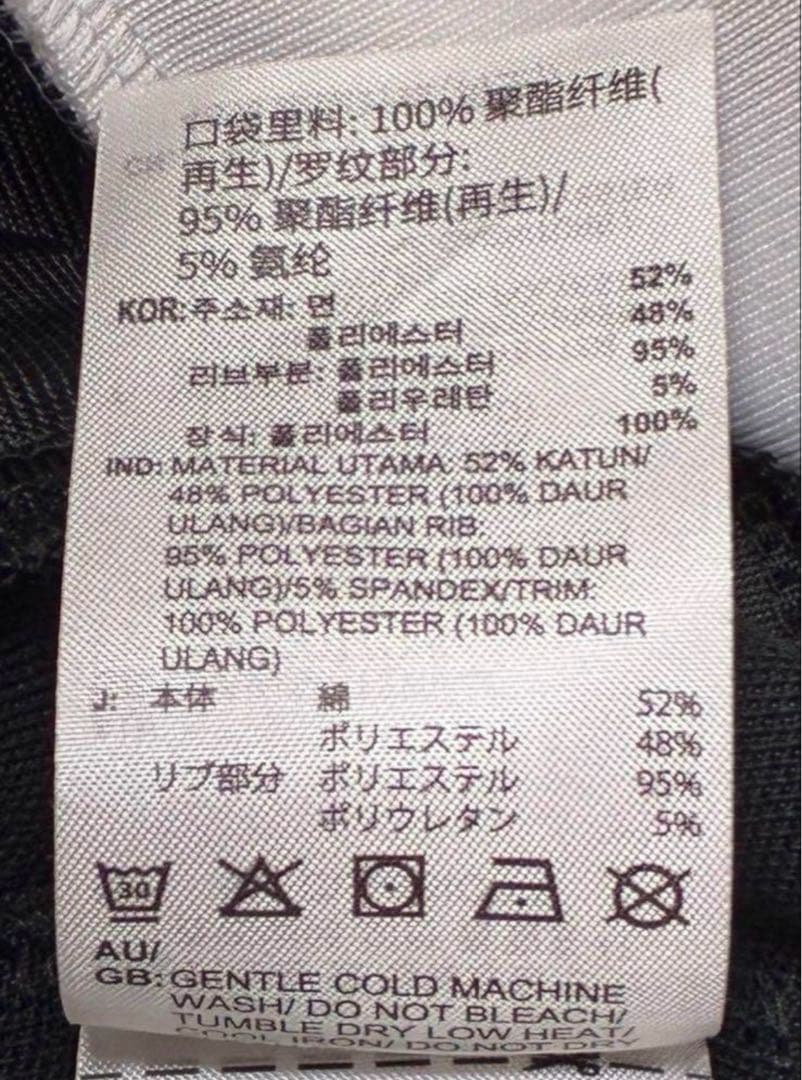 口袋里料: 100% 聚酯纤维(
再生)/罗纹部分:
95% 聚酯纤维(再生)/
5% 氨纶
KOR: 주소재: 면 52%
폴리에스터 48%
리브부분: 폴리에스터 95%
폴리우레탄 5%
장식: 폴리에스터 100%
IND: MATERIAL UTAMA: 52% KATUN/
48% POLYESTER (100% DAUR
ULANG)/BAGIAN RIB:
95% POLYESTER (100% DAUR
ULANG)/5% SPANDEX/TRIM:
100% POLYESTER (100% DAUR
ULANG)
J: 本体 綿 52%
ポリエステル 48%
リブ部分 ポリエステル 95%
ポリウレタン 5%
30
AU/
GB: GENTLE COLD MACHINE
WASH/ DO NOT BLEACH/
TUMBLE DRY LOW HEAT/
COOL IRON/ DO NOT DRY